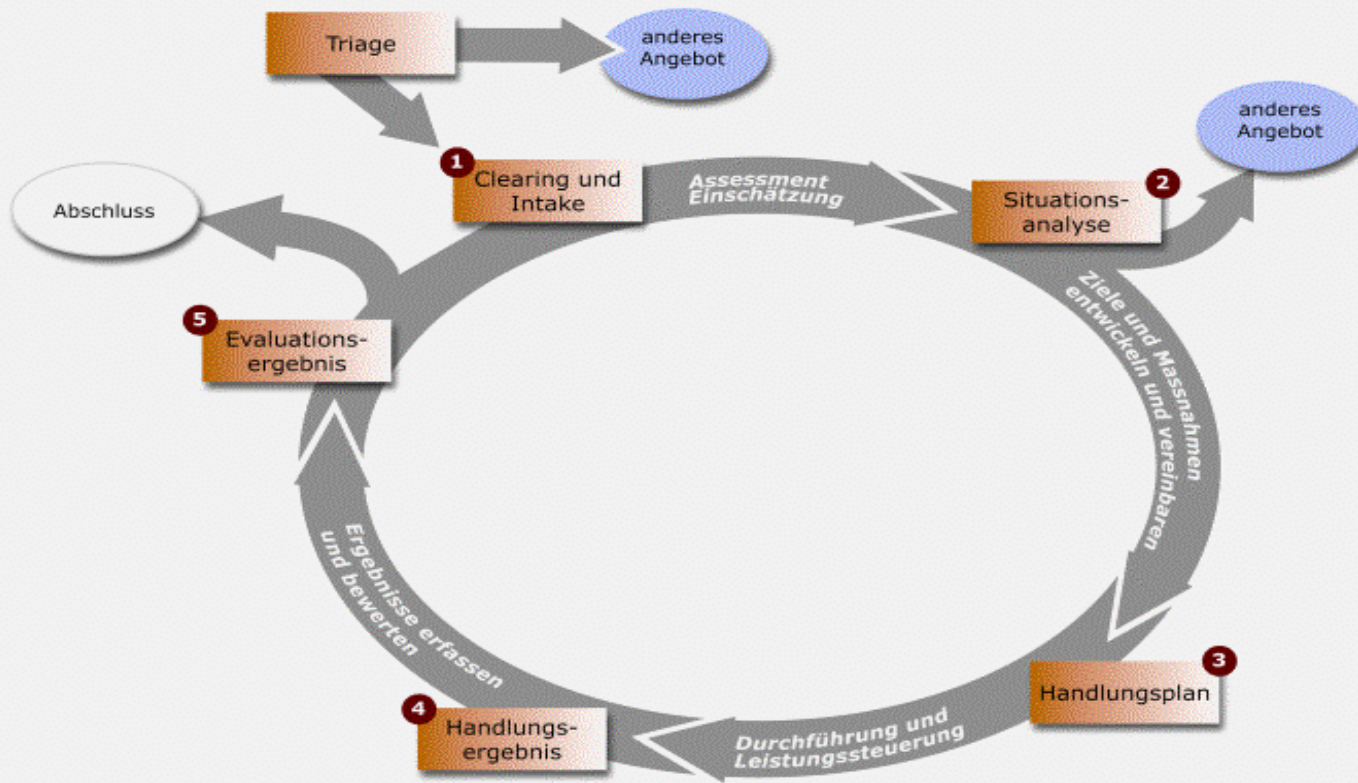 Triage
anderes
Angebot
anderes
Angebot
1
Clearing und
Intake
Assessment
Einschätzung
2
Situations-
analyse
Abschluss
Ziele und Massnahmen
entwickeln und vereinbaren
5
Evaluations-
ergebnis
Ergebnisse erfassen
und bewerten
3
Handlungsplan
4
Handlungs-
ergebnis
Durchführung und
Leistungssteuerung